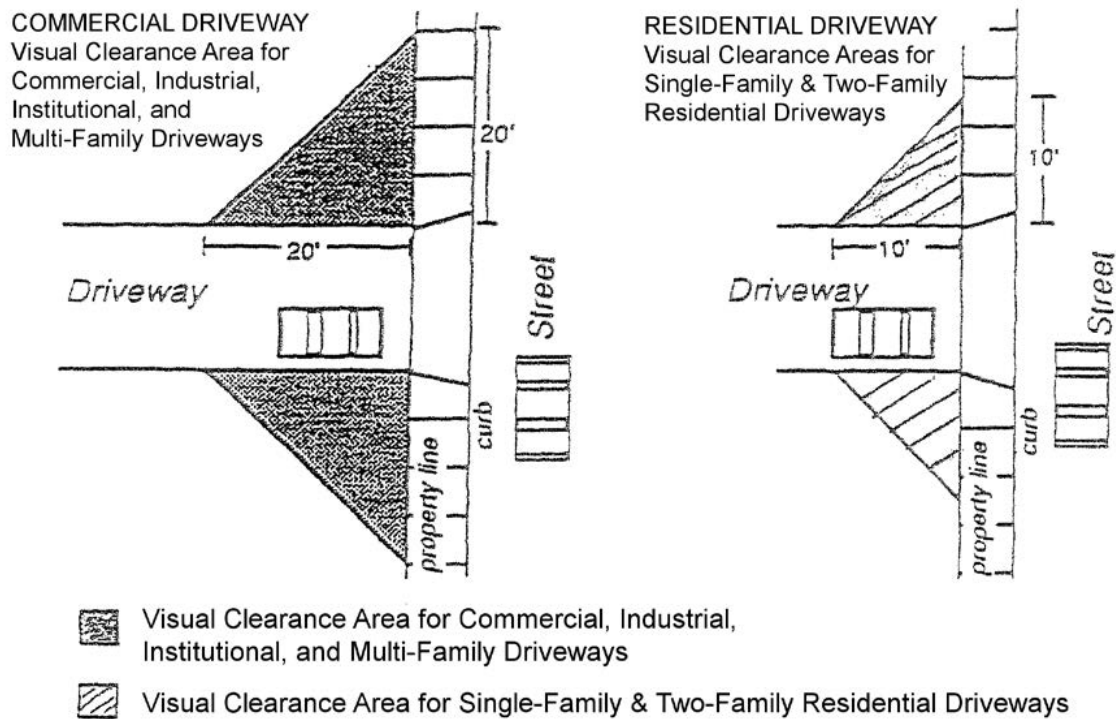 COMMERCIAL DRIVEWAY
Visual Clearance Area for
Commercial, Industrial,
Institutional, and
Multi-Family Driveways
20'
20'
Driveway
Street
curb
property line
RESIDENTIAL DRIVEWAY
Visual Clearance Areas for
Single-Family & Two-Family
Residential Driveways
10'
10'
Driveway
Street
curb
property line
Visual Clearance Area for Commercial, Industrial,
Institutional, and Multi-Family Driveways
Visual Clearance Area for Single-Family & Two-Family Residential Driveways